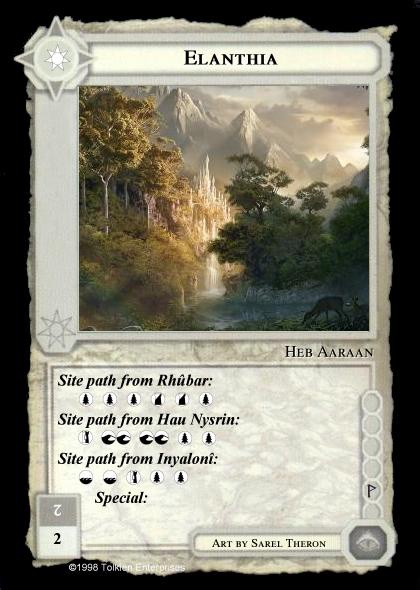 Elanthia
Heb Aaraan
Site path from Rhûbar:
Site path from Hau Nysrin:
Site path from Inyalonî:
Special:
2
2
Art by Sarel Theron
©1998 Tolkien Enterprises